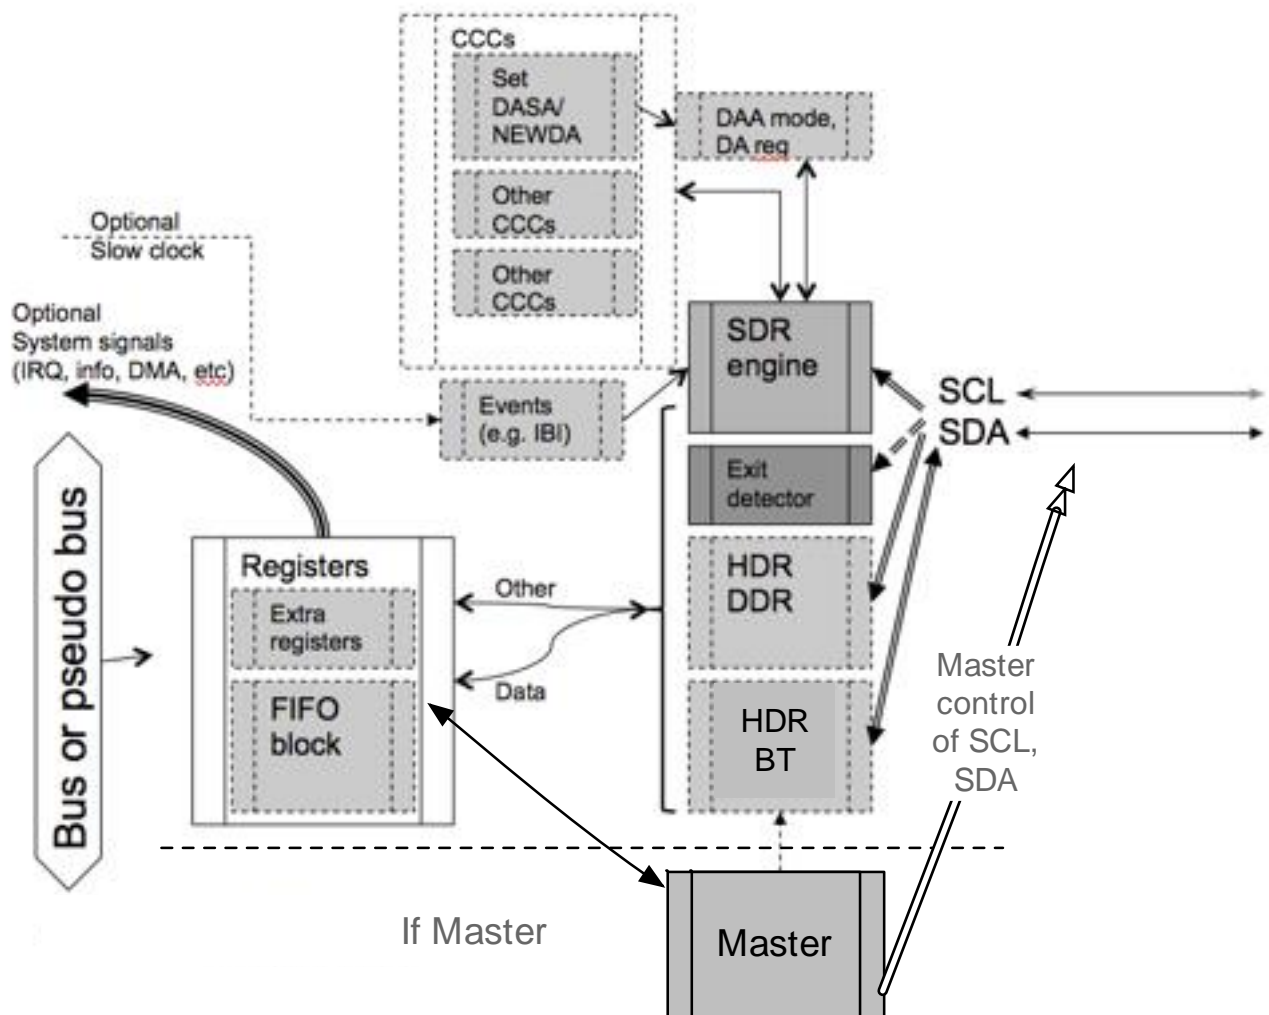 CCCs
Set
DASA/
NEWDA
DAA mode,
DA req
Other
CCCs
Other
CCCs
Optional
Slow clock
Optional
System signals
(IRQ, info, DMA, etc)
SDR
engine
SCL
SDA
Events
(e.g. IBI)
Exit
detector
Bus or pseudo bus
Registers
Extra
registers
FIFO
block
Other
Data
HDR
DDR
HDR
BT
Master
control
of SCL,
SDA
If Master
Master